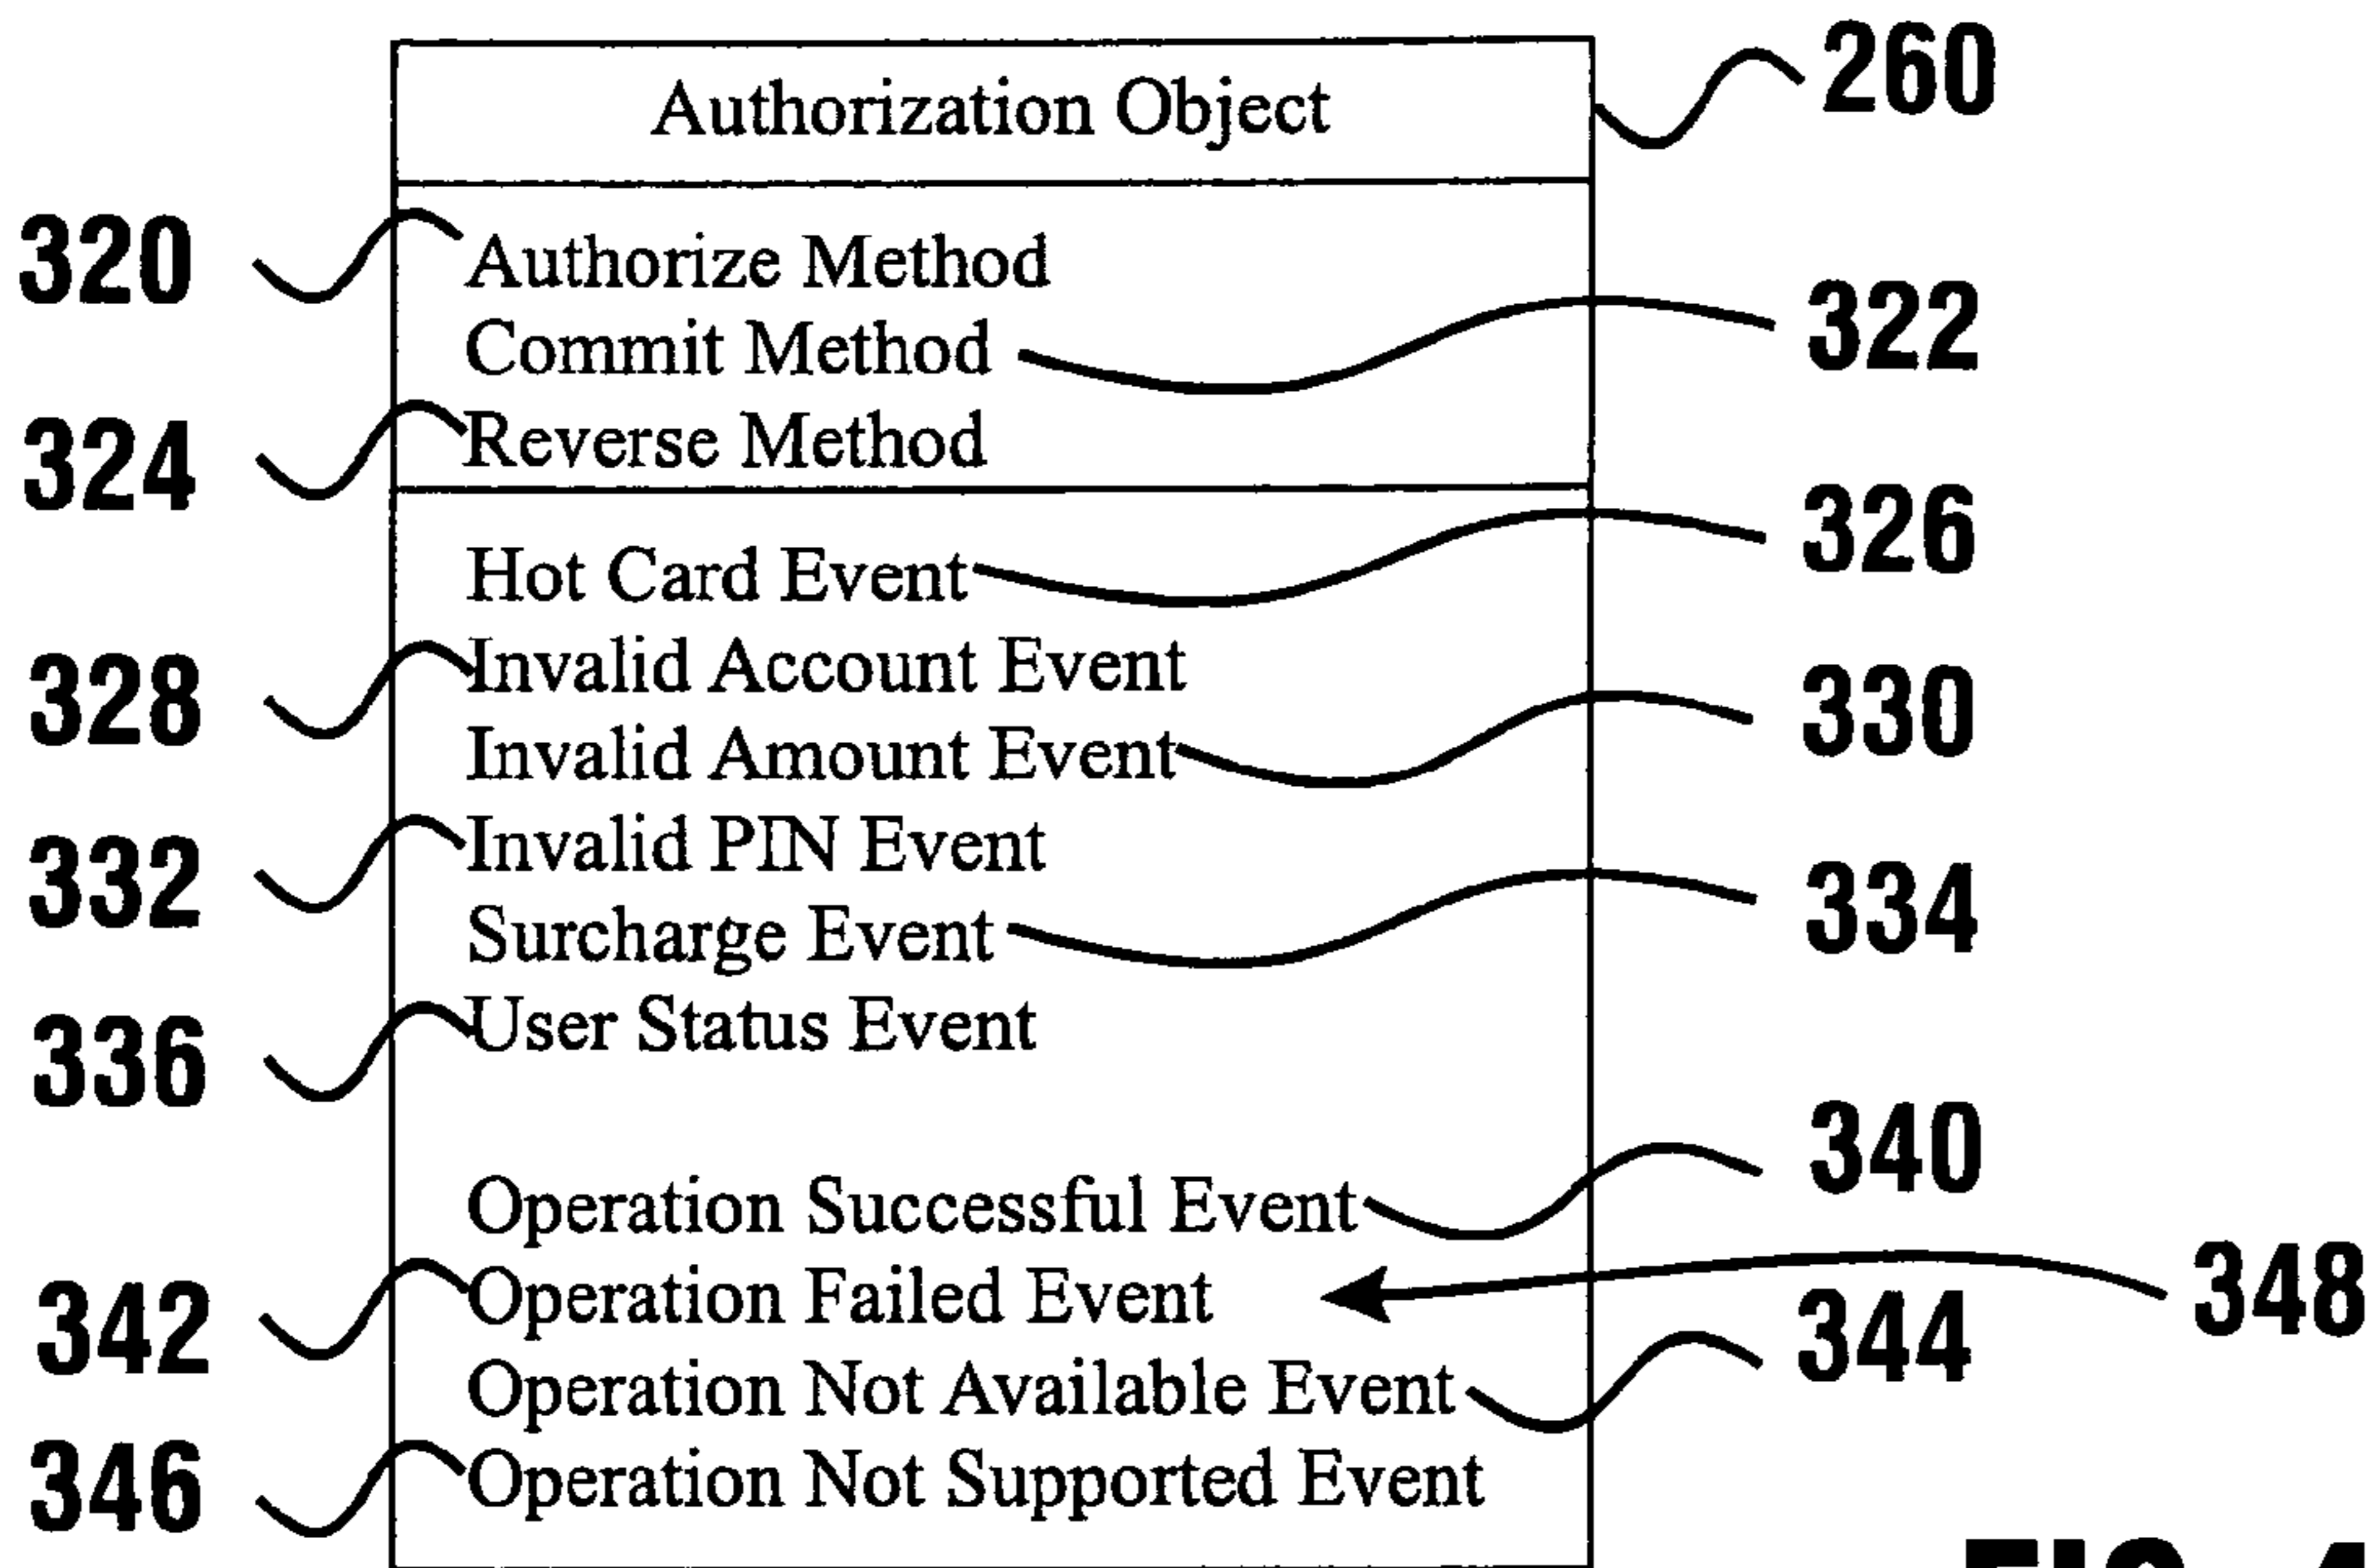 Authorization Object 260
320 Authorize Method
Commit Method 322
324 Reverse Method
Hot Card Event 326
328 Invalid Account Event
Invalid Amount Event 330
332 Invalid PIN Event
Surcharge Event 334
336 User Status Event
Operation Successful Event 340
342 Operation Failed Event 348
Operation Not Available Event 344
346 Operation Not Supported Event